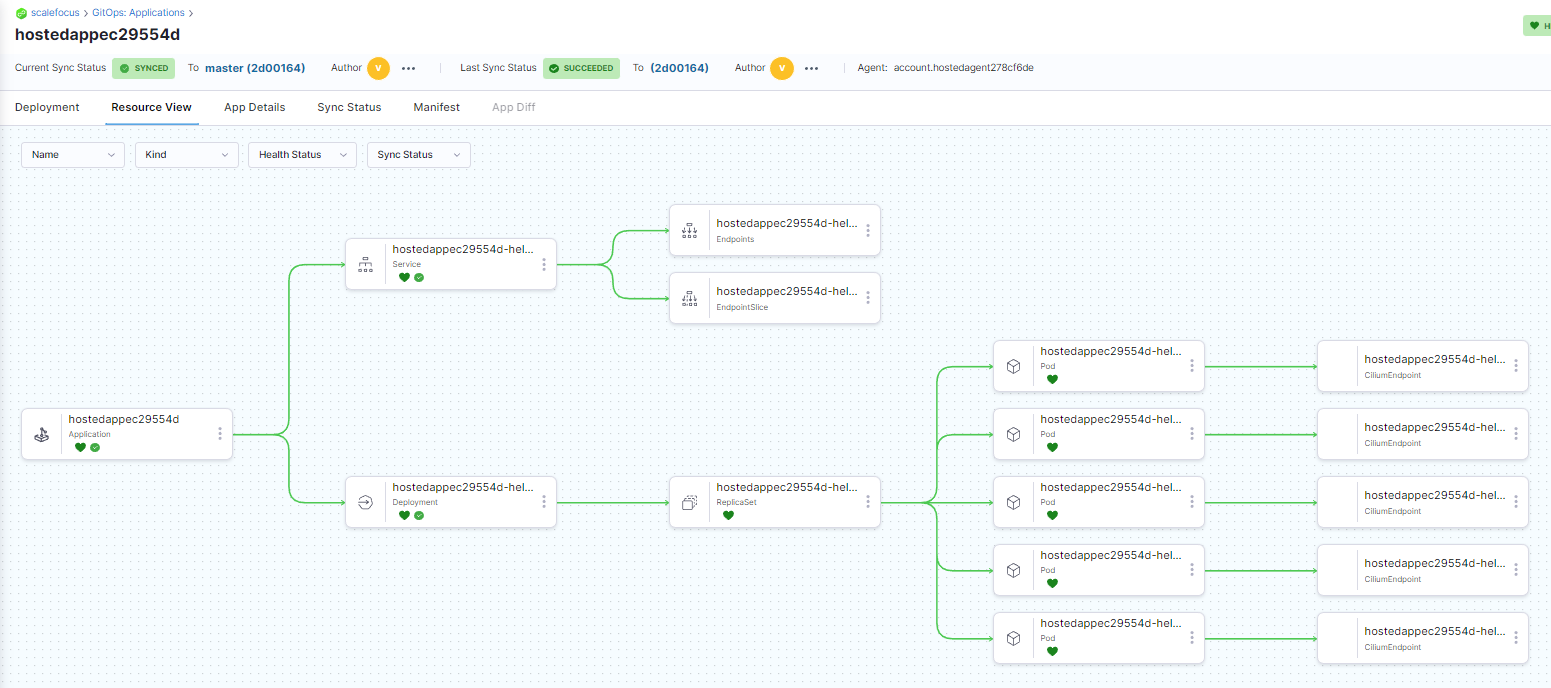 scalefocus > GitOps: Applications >
hostedappec29554d
Current Sync Status SYNCED To master (2d00164) Author V ••• | Last Sync Status SUCCEEDED To (2d00164) Author V ••• | Agent: account.hostedagent278cf6de
Deployment Resource View App Details Sync Status Manifest App Diff
Name Kind Health Status Sync Status
hostedappec29554d-hel...
Endpoints
hostedappec29554d-hel...
Service
hostedappec29554d-hel...
EndpointSlice
hostedappec29554d-hel...
Pod
hostedappec29554d-hel...
CiliumEndpoint
hostedappec29554d
Application
hostedappec29554d-hel...
Pod
hostedappec29554d-hel...
CiliumEndpoint
hostedappec29554d-hel...
Deployment
hostedappec29554d-hel...
ReplicaSet
hostedappec29554d-hel...
Pod
hostedappec29554d-hel...
CiliumEndpoint
hostedappec29554d-hel...
Pod
hostedappec29554d-hel...
CiliumEndpoint
hostedappec29554d-hel...
Pod
hostedappec29554d-hel...
CiliumEndpoint